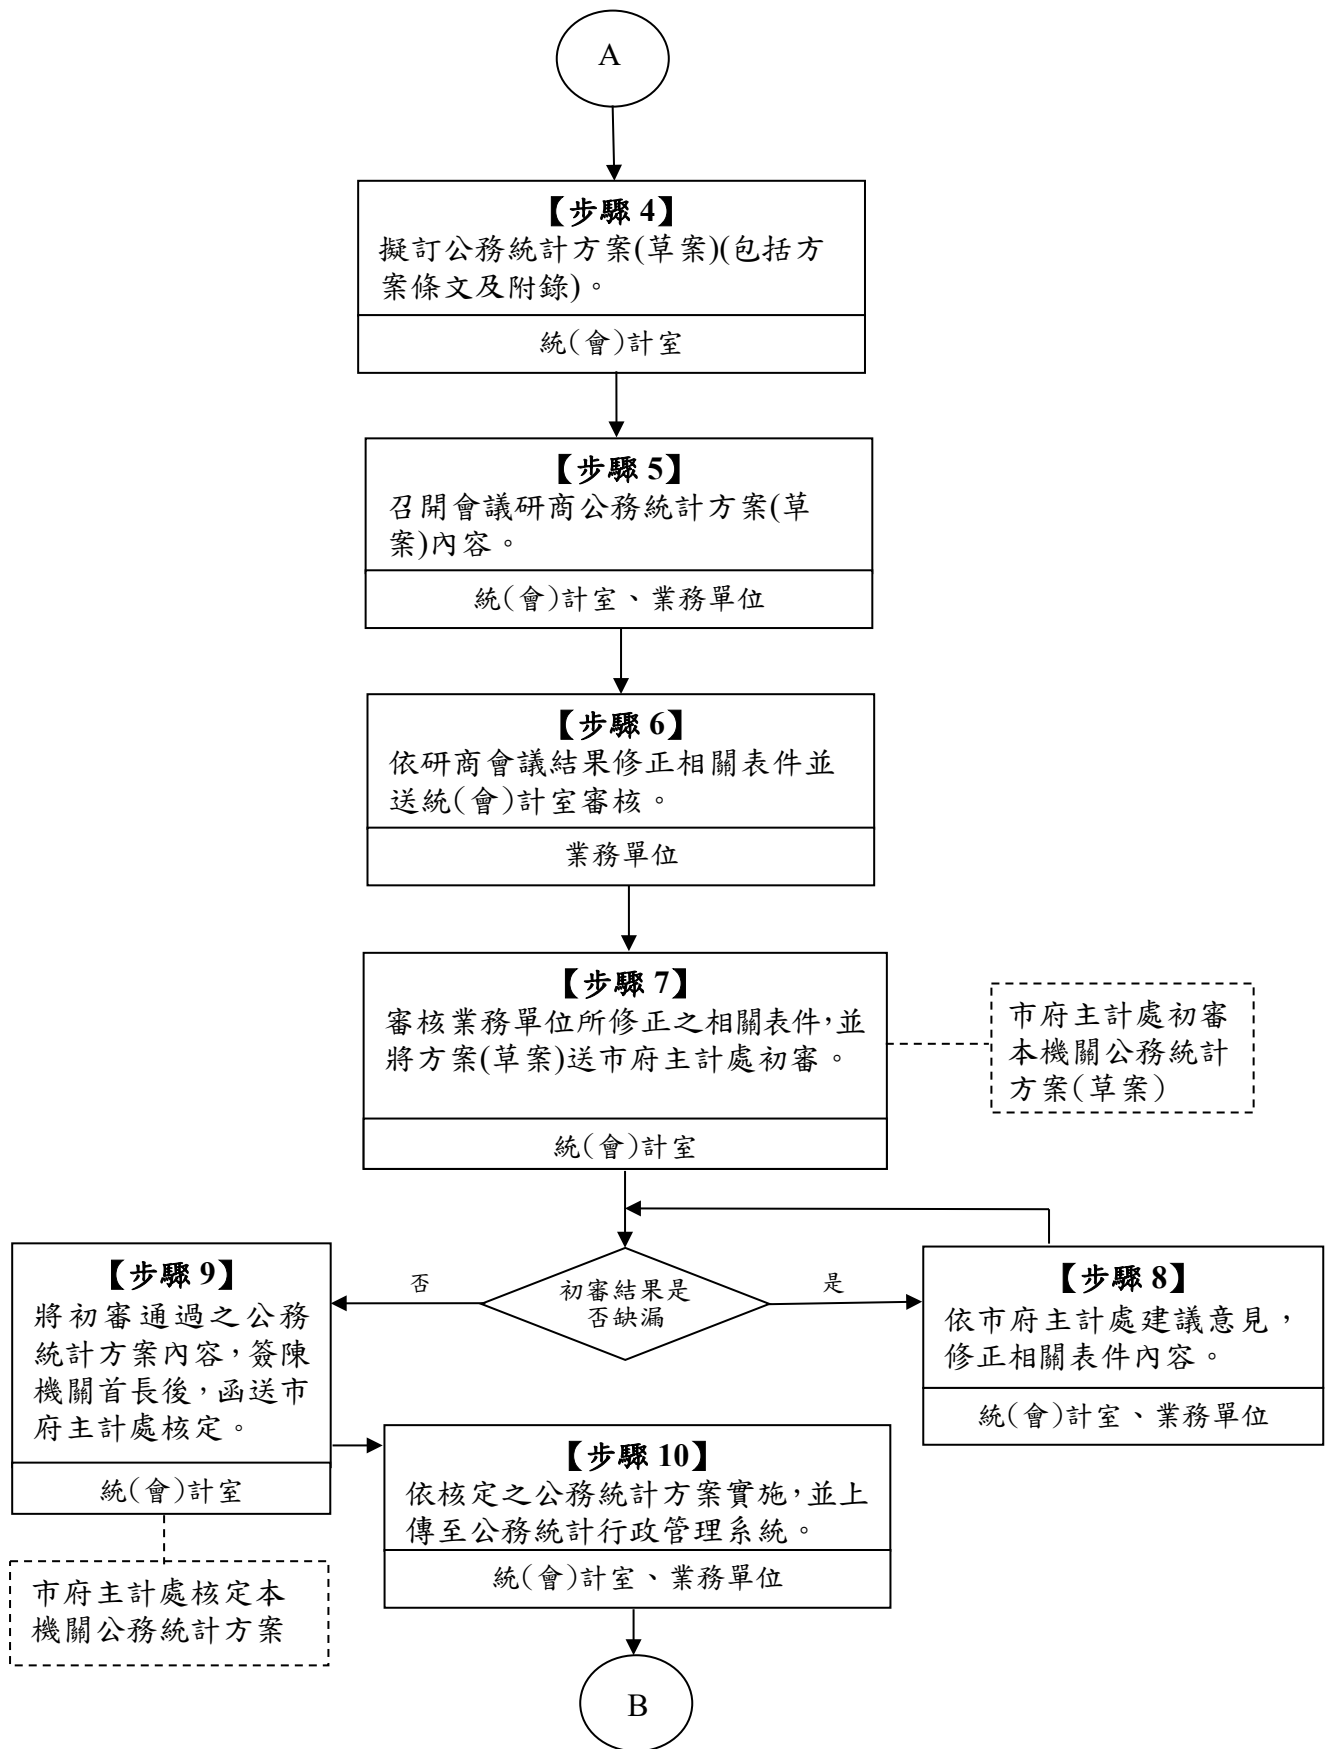 A
【步驟 4】
擬訂公務統計方案(草案)(包括方
案條文及附錄)。
統(會)計室
【步驟 5】
召開會議研商公務統計方案(草
案)內容。
統(會)計室、業務單位
【步驟 6】
依研商會議結果修正相關表件並
送統(會)計室審核。
業務單位
【步驟 7】
審核業務單位所修正之相關表件,並
將方案(草案)送市府主計處初審。
統(會)計室
市府主計處初審
本機關公務統計
方案(草案)
初審結果是
否缺漏
否
是
【步驟 8】
依市府主計處建議意見,
修正相關表件內容。
統(會)計室、業務單位
【步驟 9】
將初審通過之公務
統計方案內容,簽陳
機關首長後,函送市
府主計處核定。
統(會)計室
市府主計處核定本
機關公務統計方案
【步驟 10】
依核定之公務統計方案實施,並上
傳至公務統計行政管理系統。
統(會)計室、業務單位
B